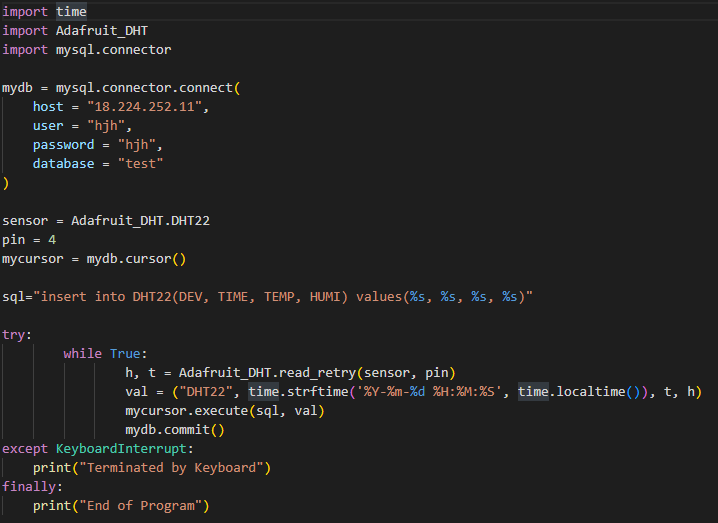 import time
import Adafruit_DHT
import mysql.connector
mydb = mysql.connector.connect(
host = "18.224.252.11",
user = "hjh",
password = "hjh",
database = "test"
)
sensor = Adafruit_DHT.DHT22
pin = 4
mycursor = mydb.cursor()
sql="insert into DHT22(DEV, TIME, TEMP, HUMI) values(%s, %s, %s, %s)"
try:
while True:
h, t = Adafruit_DHT.read_retry(sensor, pin)
val = ("DHT22", time.strftime('%Y-%m-%d %H:%M:%S', time.localtime()), t, h)
mycursor.execute(sql, val)
mydb.commit()
except KeyboardInterrupt:
print("Terminated by Keyboard")
finally:
print("End of Program")